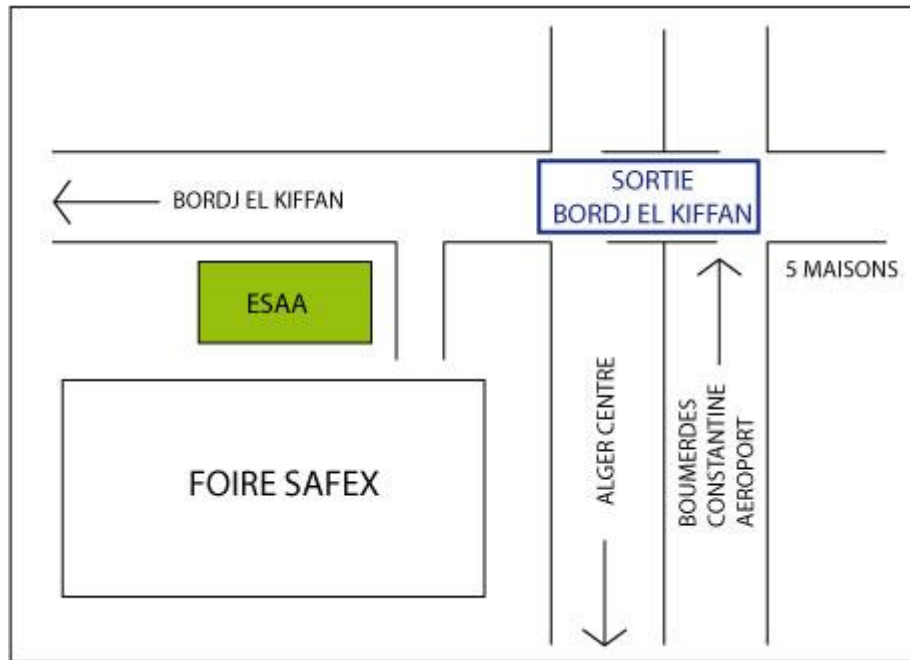 SORTIE
BORDJ EL KIFFAN
BORDJ EL KIFFAN
5 MAISONS
ESAA
FOIRE SAFEX
ALGER CENTRE
BOUMERDES
CONSTANTINE
AEROPORT